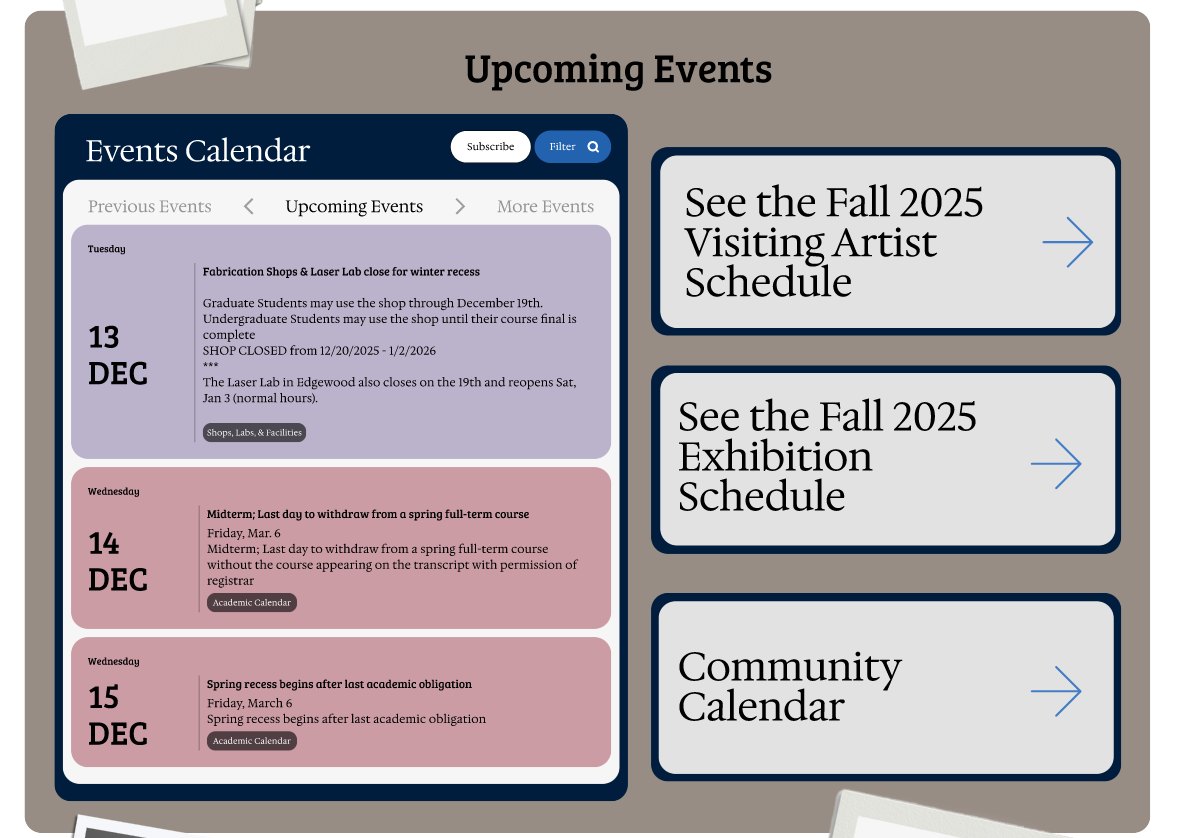 Upcoming Events
Events Calendar
Subscribe
Filter
Previous Events
Upcoming Events
More Events
Tuesday
13
DEC
Fabrication Shops & Laser Lab close for winter recess
Graduate Students may use the shop through December 19th.
Undergraduate Students may use the shop until their course final is
complete
SHOP CLOSED from 12/20/2025 - 1/2/2026
***
The Laser Lab in Edgewood also closes on the 19th and reopens Sat,
Jan 3 (normal hours).
Shops, Labs, & Facilities
Wednesday
14
DEC
Midterm; Last day to withdraw from a spring full-term course
Friday, Mar. 6
Midterm; Last day to withdraw from a spring full-term course
without the course appearing on the transcript with permission of
registrar
Academic Calendar
Wednesday
15
DEC
Spring recess begins after last academic obligation
Friday, March 6
Spring recess begins after last academic obligation
Academic Calendar
See the Fall 2025
Visiting Artist
Schedule
See the Fall 2025
Exhibition
Schedule
Community
Calendar